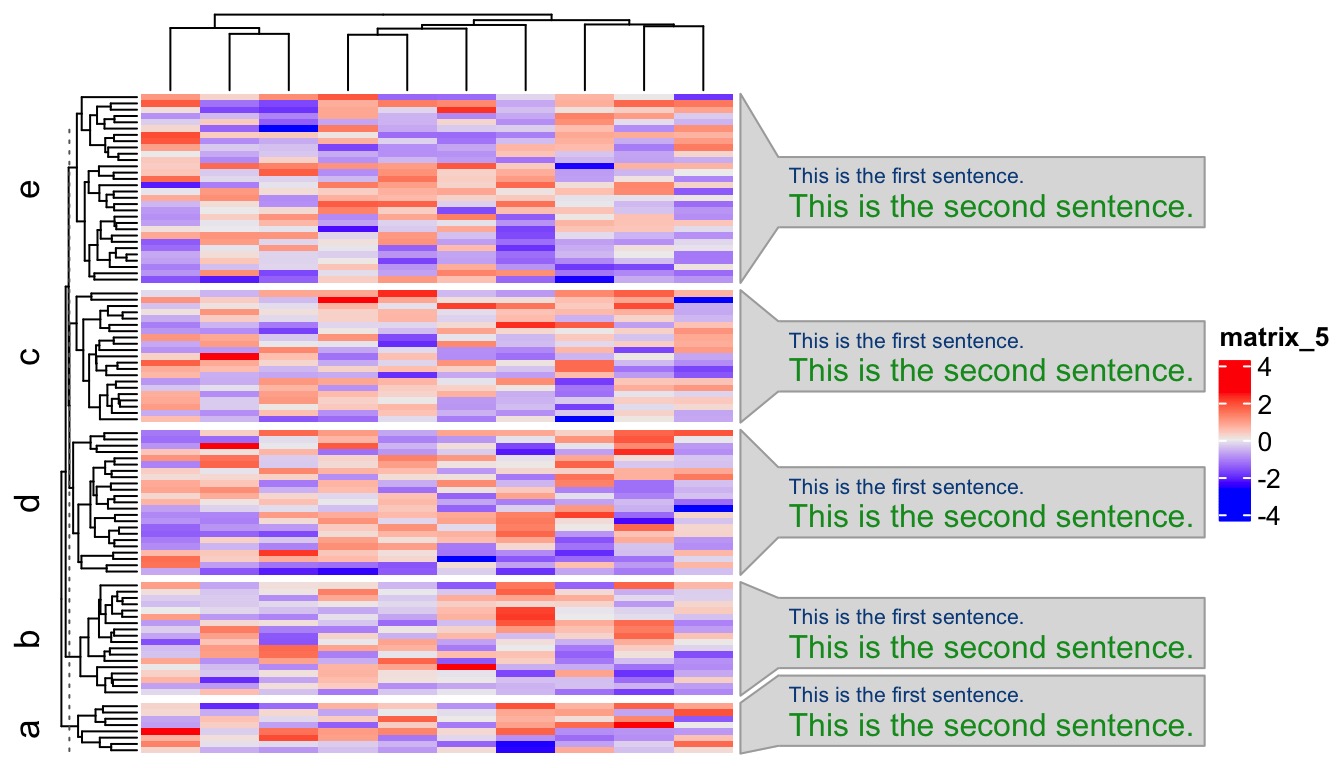 e
This is the first sentence.
This is the second sentence.
c
This is the first sentence.
This is the second sentence.
d
This is the first sentence.
This is the second sentence.
b
This is the first sentence.
This is the second sentence.
a
This is the first sentence.
This is the second sentence.
matrix_5
4
2
0
-2
-4